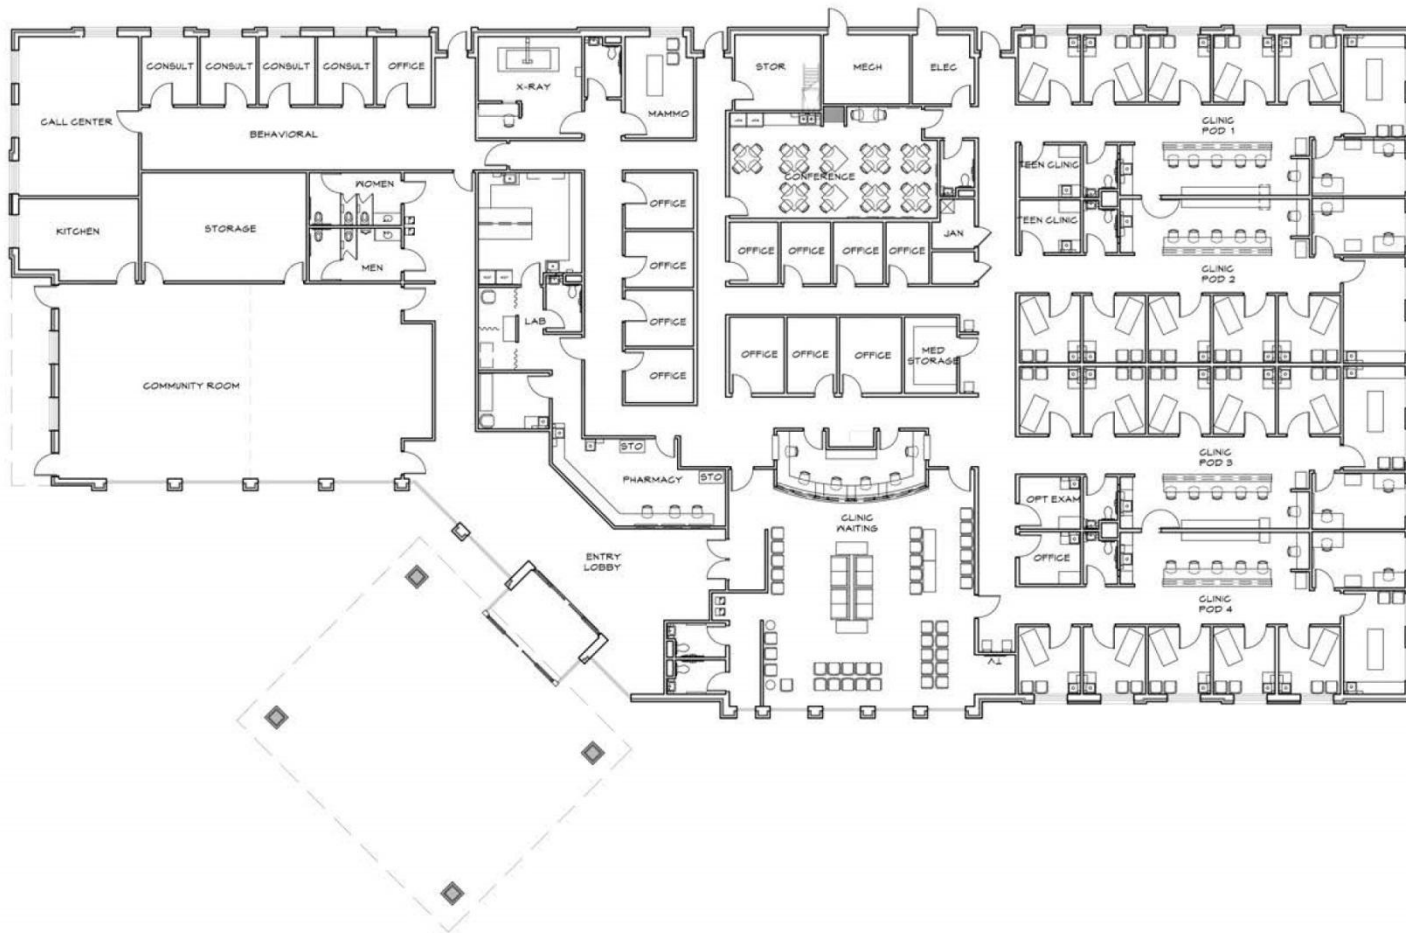 CONSULT
CONSULT
CONSULT
CONSULT
OFFICE
X-RAY
MAMMO
STOR
MECH
ELEC
CALL CENTER
BEHAVIORAL
CLINIC
POD 1
WOMEN
CONFERENCE
TEEN CLINIC
KITCHEN
STORAGE
OFFICE
TEEN CLINIC
MEN
OFFICE
OFFICE
OFFICE
OFFICE
OFFICE
JAN
CLINIC
POD 2
LAB
OFFICE
OFFICE
OFFICE
OFFICE
MED
STORAGE
COMMUNITY ROOM
OFFICE
STO
PHARMACY
STO
CLINIC
POD 3
CLINIC
WAITING
OPT EXAM
ENTRY
LOBBY
OFFICE
CLINIC
POD 4
TV